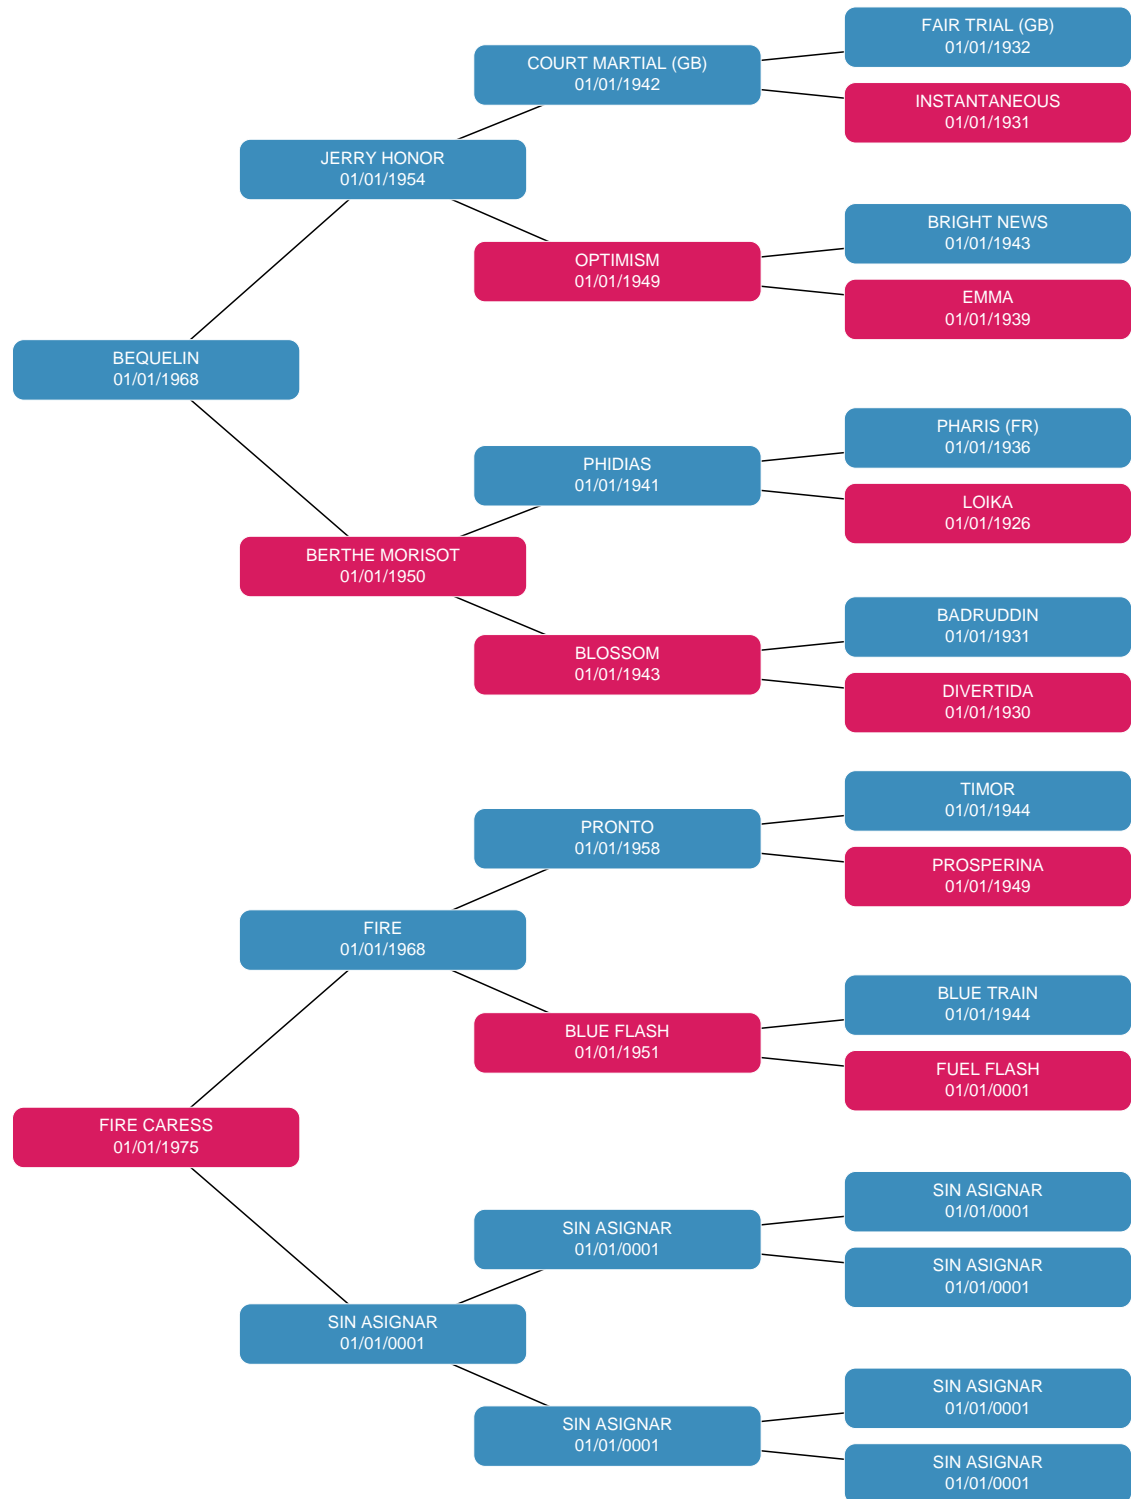 FAIR TRIAL (GB)
01/01/1932
COURT MARTIAL (GB)
01/01/1942
INSTANTANEOUS
01/01/1931
JERRY HONOR
01/01/1954
BRIGHT NEWS
01/01/1943
OPTIMISM
01/01/1949
EMMA
01/01/1939
BEQUELIN
01/01/1968
PHARIS (FR)
01/01/1936
PHIDIAS
01/01/1941
LOIKA
01/01/1926
BERTHE MORISOT
01/01/1950
BADRUDDIN
01/01/1931
BLOSSOM
01/01/1943
DIVERTIDA
01/01/1930
TIMOR
01/01/1944
PRONTO
01/01/1958
PROSPERINA
01/01/1949
FIRE
01/01/1968
BLUE TRAIN
01/01/1944
BLUE FLASH
01/01/1951
FUEL FLASH
01/01/0001
FIRE CARESS
01/01/1975
SIN ASIGNAR
01/01/0001
SIN ASIGNAR
01/01/0001
SIN ASIGNAR
01/01/0001
SIN ASIGNAR
01/01/0001
SIN ASIGNAR
01/01/0001
SIN ASIGNAR
01/01/0001
SIN ASIGNAR
01/01/0001